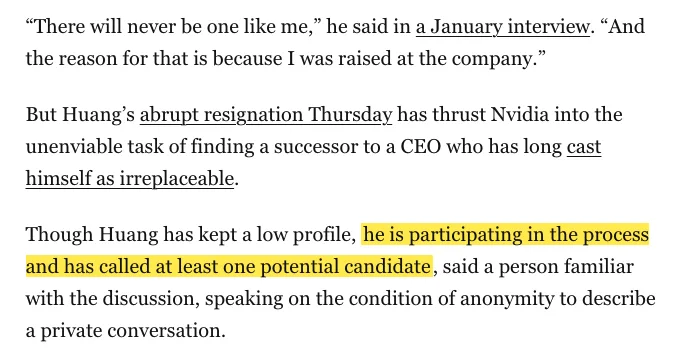 “There will never be one like me,” he said in a January interview. “And
the reason for that is because I was raised at the company.”
But Huang’s abrupt resignation Thursday has thrust Nvidia into the
unenviable task of finding a successor to a CEO who has long cast
himself as irreplaceable.
Though Huang has kept a low profile, he is participating in the process
and has called at least one potential candidate, said a person familiar
with the discussion, speaking on the condition of anonymity to describe
a private conversation.